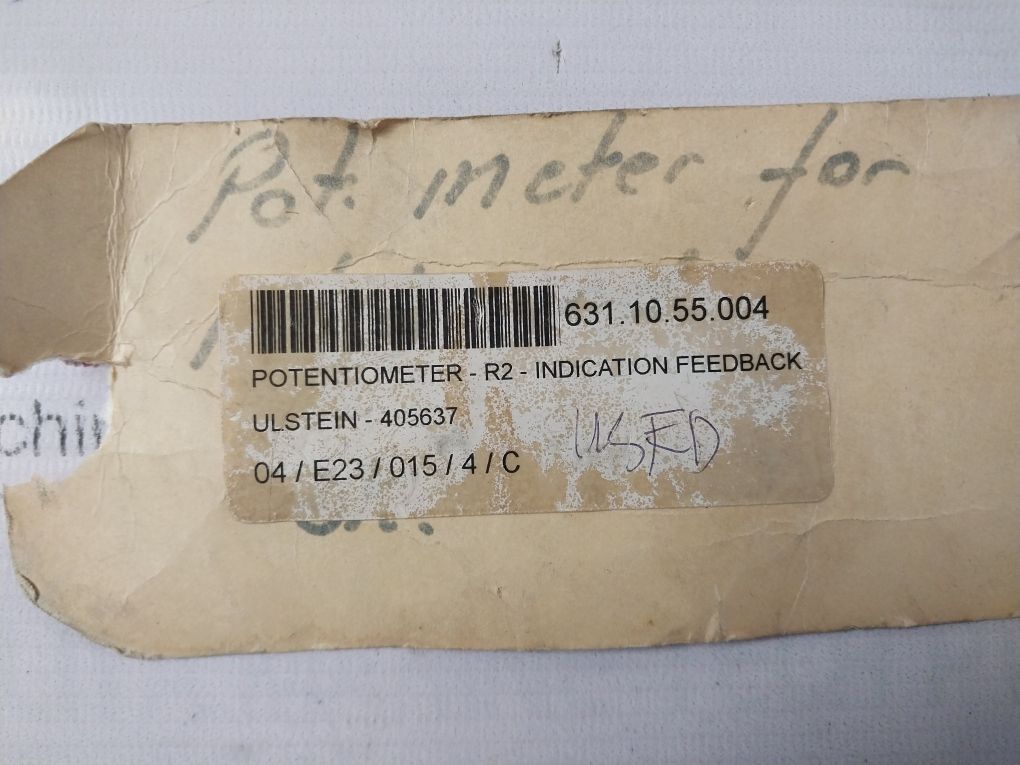 Pot. meter for
631.10.55.004
POTENTIOMETER - R2 - INDICATION FEEDBACK
ULSTEIN - 405637
USED
04 / E23 / 015 / 4 / C